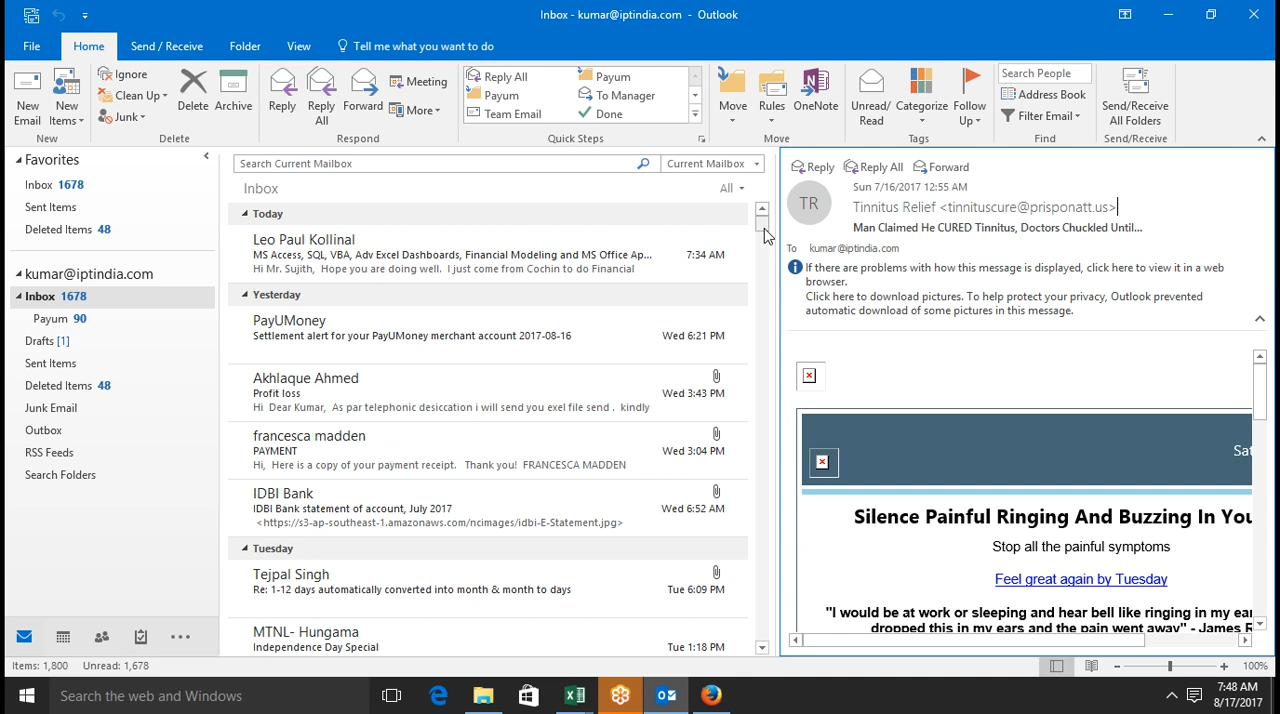 Inbox - kumar@iptindia.com - Outlook
File Home Send / Receive Folder View Tell me what you want to do
New Email
New Items
Ignore
Clean Up
Junk
Delete
Archive
Reply
Reply All
Forward
Meeting
More
Reply All
Payum
Team Email
Payum
To Manager
Done
Move
Rules
OneNote
Unread/ Read
Categorize
Follow Up
Search People
Address Book
Filter Email
Send/Receive All Folders
New Delete Respond Quick Steps Move Tags Find Send/Receive
Favorites
Inbox 1678
Sent Items
Deleted Items 48
kumar@iptindia.com
Inbox 1678
Payum 90
Drafts [1]
Sent Items
Deleted Items 48
Junk Email
Outbox
RSS Feeds
Search Folders
Search Current Mailbox
Current Mailbox
Inbox
All
Today
Leo Paul Kollinal
MS Access, SQL, VBA, Adv Excel Dashboards, Financial Modeling and MS Office Ap... 7:34 AM
Hi Mr. Sujith, Hope you are doing well. I just come from Cochin to do Financial
Yesterday
PayUMoney
Settlement alert for your PayUMoney merchant account 2017-08-16 Wed 6:21 PM
Akhlaque Ahmed
Profit loss Wed 3:43 PM
Hi Dear Kumar, As par telephonic desiccation i will send you exel file send . kindly
francesca madden
PAYMENT Wed 3:04 PM
Hi, Here is a copy of your payment receipt. Thank you! FRANCESCA MADDEN
IDBI Bank
IDBI Bank statement of account, July 2017 Wed 6:52 AM
<https://s3-ap-southeast-1.amazonaws.com/ncimages/idbi-E-Statement.jpg>
Tuesday
Tejpal Singh
Re: 1-12 days automatically converted into month & month to days Tue 6:09 PM
MTNL- Hungama
Independence Day Special Tue 1:18 PM
Reply Reply All Forward
Sun 7/16/2017 12:55 AM
TR
Tinnitus Relief <tinnituscure@prisponatt.us>
Man Claimed He CURED Tinnitus, Doctors Chuckled Until...
To kumar@iptindia.com
If there are problems with how this message is displayed, click here to view it in a web
browser.
Click here to download pictures. To help protect your privacy, Outlook prevented
automatic download of some pictures in this message.
Sat
Silence Painful Ringing And Buzzing In You
Stop all the painful symptoms
Feel great again by Tuesday
"I would be at work or sleeping and hear bell like ringing in my ear
dropped this in my ears and the pain went away" - James R
Items: 1,800 Unread: 1,678
100%
Search the web and Windows
7:48 AM
8/17/2017